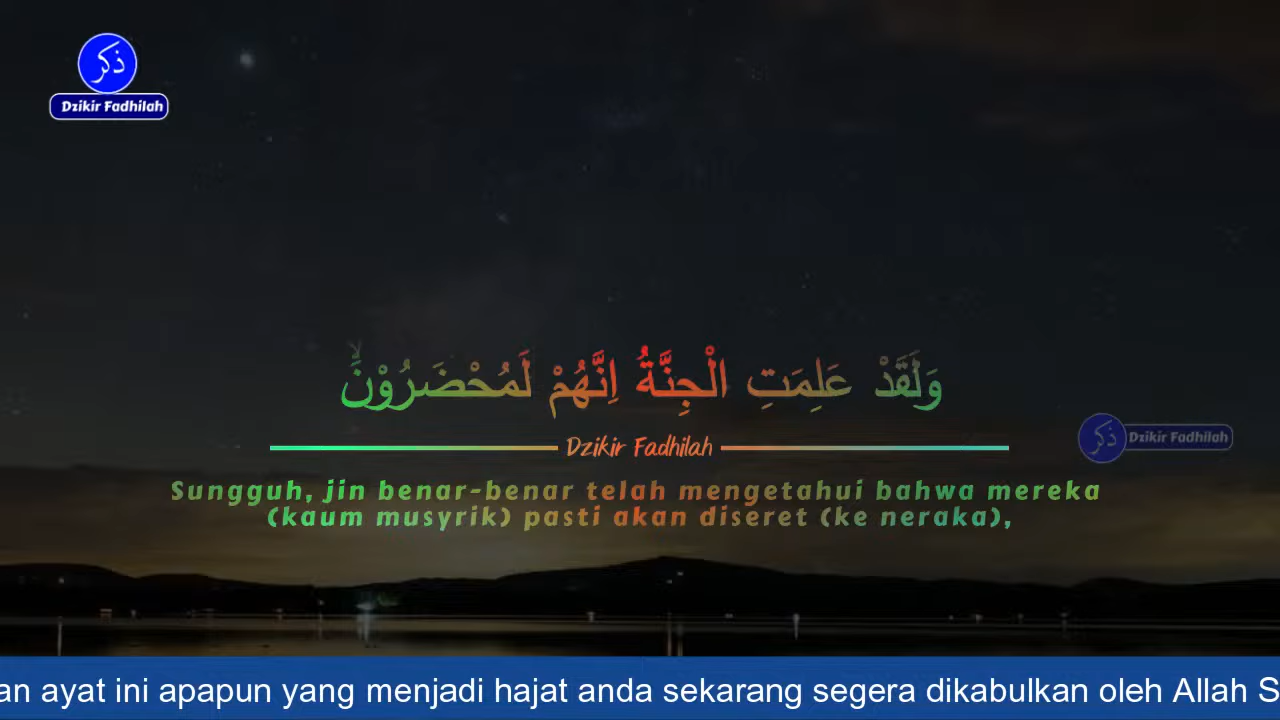 ذكر
Dzikir Fadhilah
وَلَقَدْ عَلِمَتِ الْجِنَّةُ اِنَّهُمْ لَمُحْضَرُوْنَۙ
Dzikir Fadhilah
ذكر Dzikir Fadhilah
Sungguh, jin benar-benar telah mengetahui bahwa mereka
(kaum musyrik) pasti akan diseret (ke neraka),
an ayat ini apapun yang menjadi hajat anda sekarang segera dikabulkan oleh Allah S